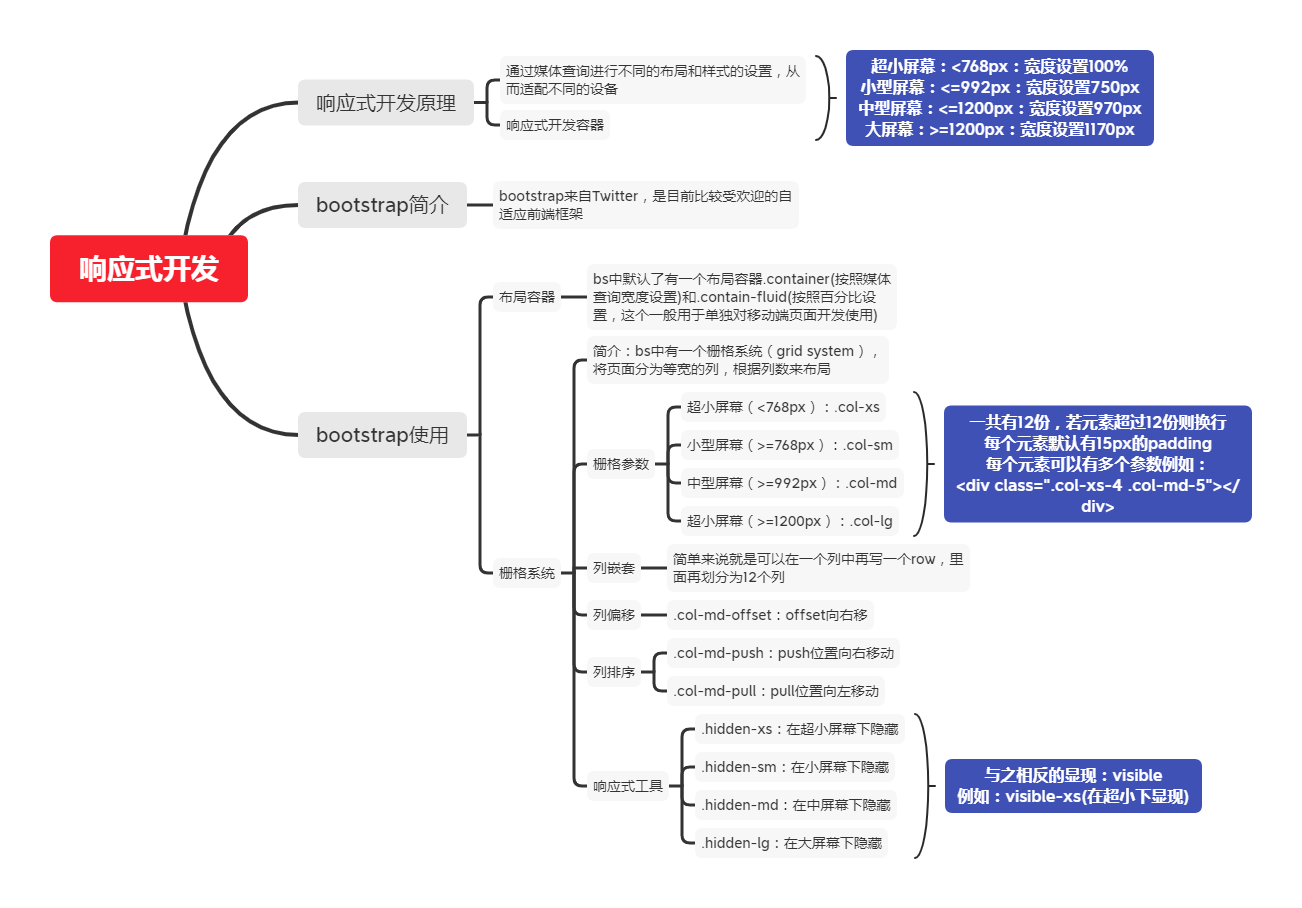 响应式开发
响应式开发原理
通过媒体查询进行不同的布局和样式的设置，从
而适配不同的设备
响应式开发容器
超小屏幕：<768px：宽度设置100%
小型屏幕：<=992px：宽度设置750px
中型屏幕：<=1200px：宽度设置970px
大屏幕：>=1200px：宽度设置1170px
bootstrap简介
bootstrap来自Twitter，是目前比较受欢迎的自
适应前端框架
bootstrap使用
布局容器
bs中默认了有一个布局容器.container(按照媒体
查询宽度设置)和.contain-fluid(按照百分比设
置，这个一般用于单独对移动端页面开发使用)
栅格系统
简介：bs中有一个栅格系统（grid system），
将页面分为等宽的列，根据列数来布局
栅格参数
超小屏幕（<768px）：.col-xs
小型屏幕（>=768px）：.col-sm
中型屏幕（>=992px）：.col-md
超小屏幕（>=1200px）：.col-lg
一共有12份，若元素超过12份则换行
每个元素默认有15px的padding
每个元素可以有多个参数例如：
<div class=".col-xs-4 .col-md-5"></
div>
列嵌套
简单来说就是可以在一个列中再写一个row，里
面再划分为12个列
列偏移
.col-md-offset：offset向右移
列排序
.col-md-push：push位置向右移动
.col-md-pull：pull位置向左移动
响应式工具
.hidden-xs：在超小屏幕下隐藏
.hidden-sm：在小屏幕下隐藏
.hidden-md：在中屏幕下隐藏
.hidden-lg：在大屏幕下隐藏
与之相反的显现：visible
例如：visible-xs(在超小下显现)